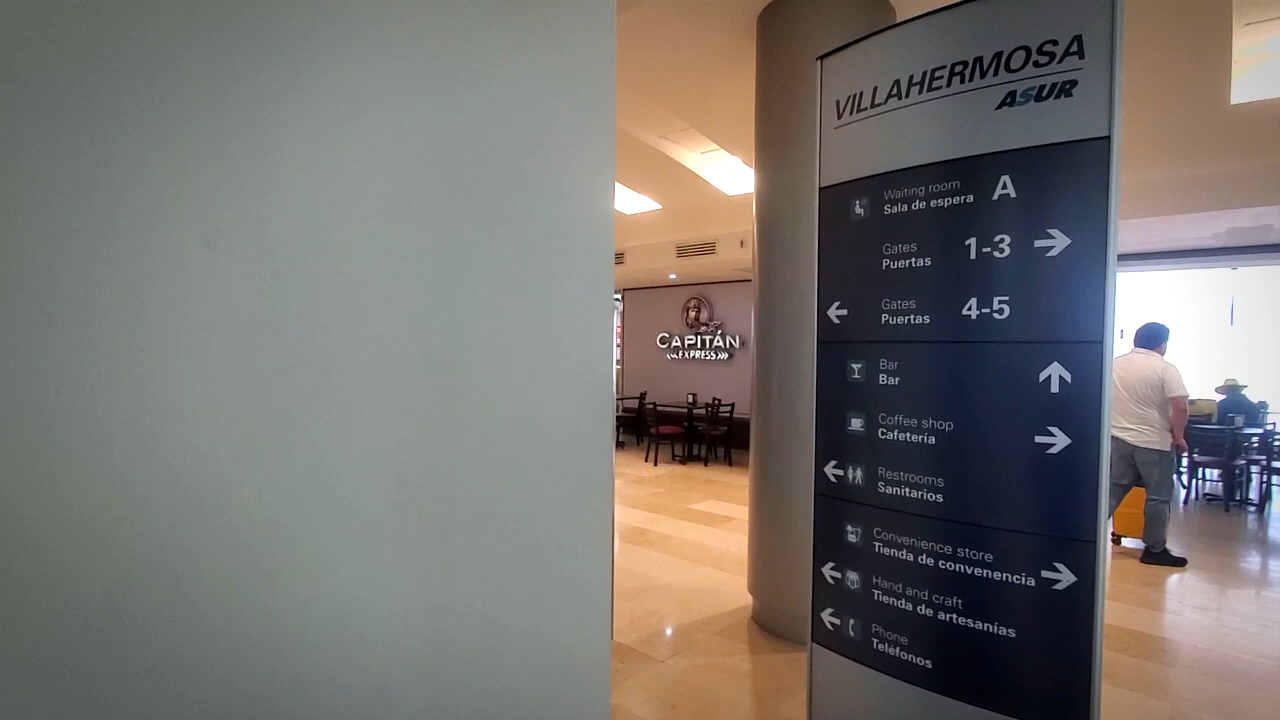 VILLAHERMOSA
ASUR
Waiting room
Sala de espera
A
Gates
Puertas
1-3
Gates
Puertas
4-5
Bar
Bar
Coffee shop
Cafetería
Restrooms
Sanitarios
Convenience store
Tienda de convenencia
Hand and craft
Tienda de artesanías
Phone
Teléfonos
CAPITÁN
EXPRESS